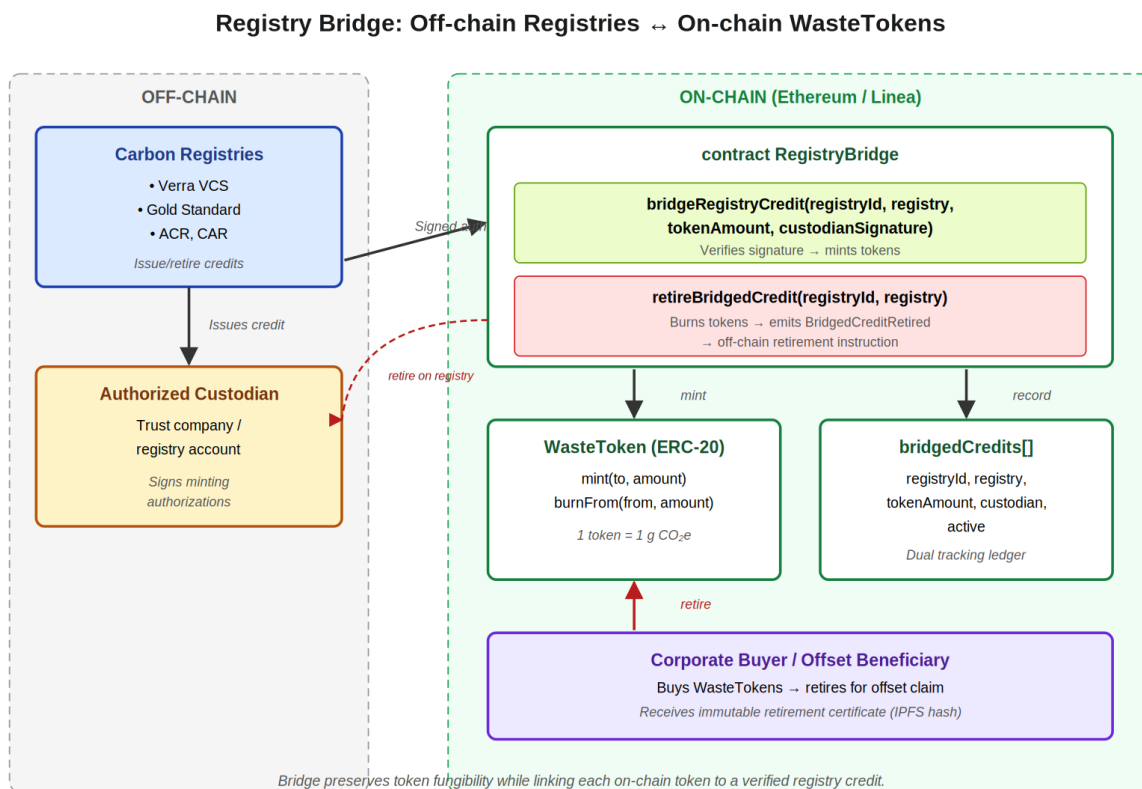 Registry Bridge: Off-chain Registries ↔ On-chain WasteTokens
OFF-CHAIN
Carbon Registries
• Verra VCS
• Gold Standard
• ACR, CAR
Issue/retire credits
Issues credit
Authorized Custodian
Trust company /
registry account
Signs minting
authorizations
Signed
retire on registry
ON-CHAIN (Ethereum / Linea)
contract RegistryBridge
bridgeRegistryCredit(registryId, registry,
tokenAmount, custodianSignature)
Verifies signature → mints tokens
retireBridgedCredit(registryId, registry)
Burns tokens → emits BridgedCreditRetired
→ off-chain retirement instruction
mint
record
WasteToken (ERC-20)
mint(to, amount)
burnFrom(from, amount)
1 token = 1 g CO₂e
bridgedCredits[]
registryId, registry,
tokenAmount, custodian,
active
Dual tracking ledger
retire
Corporate Buyer / Offset Beneficiary
Buys WasteTokens → retires for offset claim
Receives immutable retirement certificate (IPFS hash)
Bridge preserves token fungibility while linking each on-chain token to a verified registry credit.